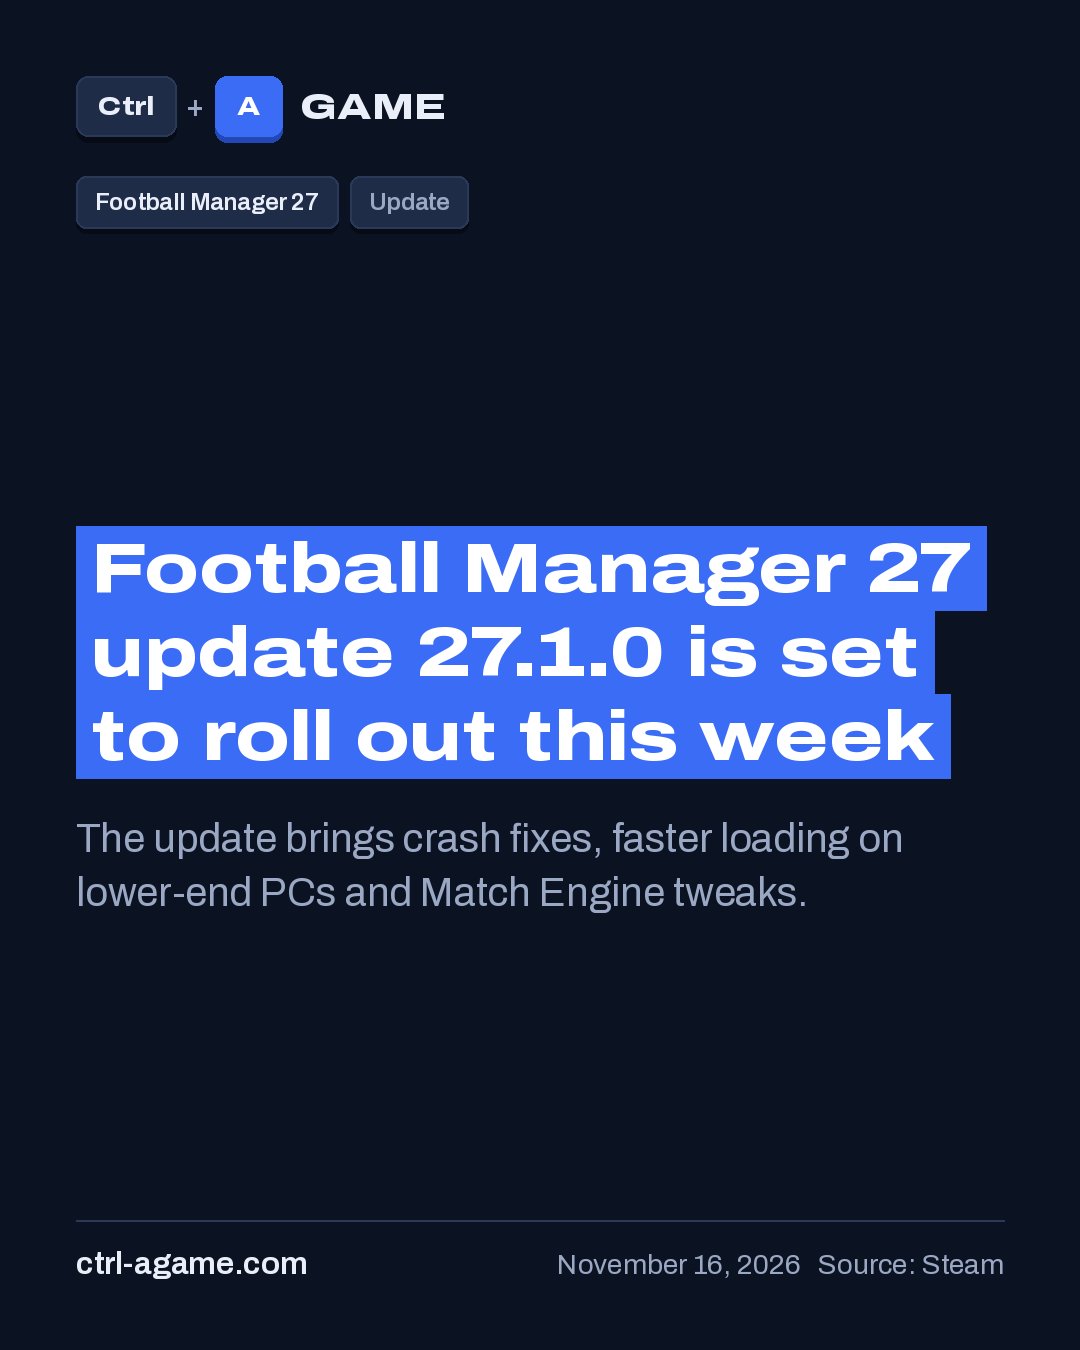 Ctrl + A GAME
Football Manager 27 Update
Football Manager 27
update 27.1.0 is set
to roll out this week
The update brings crash fixes, faster loading on
lower-end PCs and Match Engine tweaks.
ctrl-agame.com November 16, 2026 Source: Steam